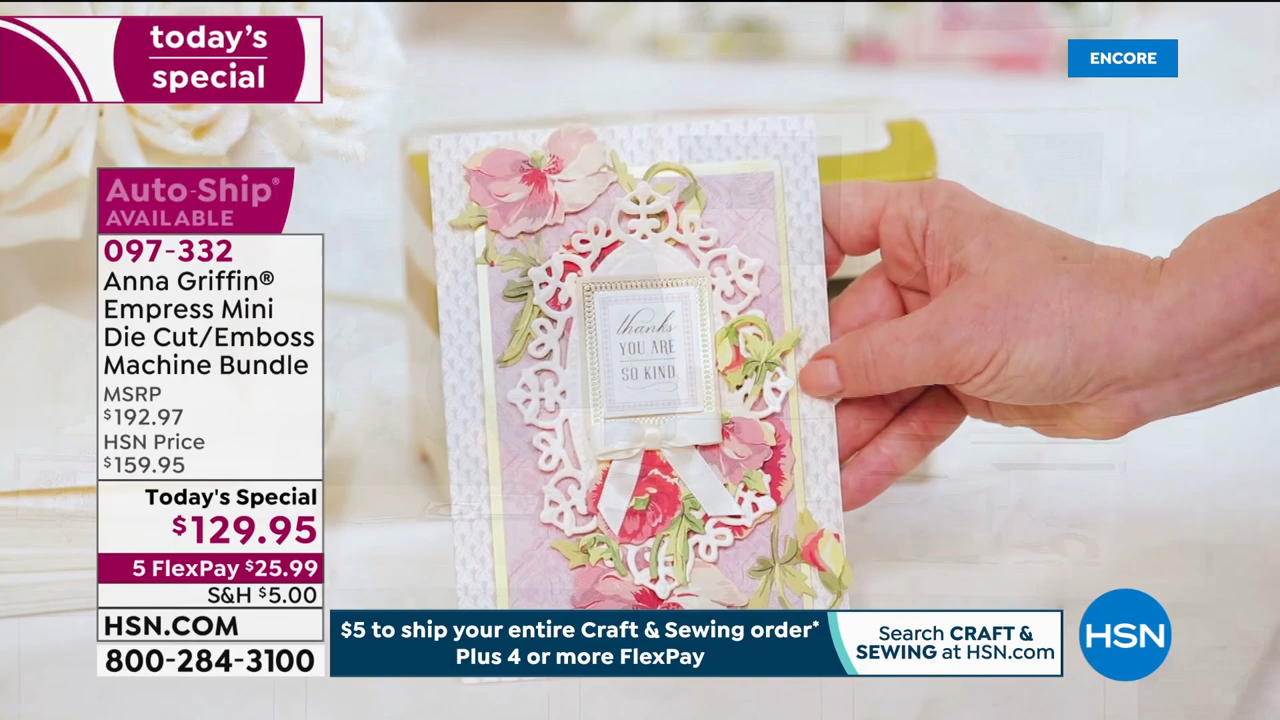 today's
special
ENCORE
Auto-Ship®
AVAILABLE
097-332
Anna Griffin®
Empress Mini
Die Cut/Emboss
Machine Bundle
MSRP
$192.97
HSN Price
$159.95
Today's Special
$129.95
5 FlexPay $25.99
S&H $5.00
HSN.COM
800-284-3100
thanks
YOU ARE
SO KIND
$5 to ship your entire Craft & Sewing order*
Plus 4 or more FlexPay
Search CRAFT &
SEWING at HSN.com
HSN